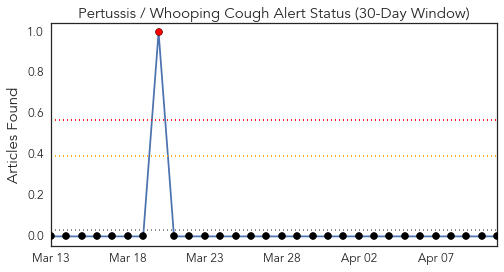 Pertussis / Whooping Cough Alert Status (30-Day Window)
Articles Found
1.0
0.8
0.6
0.4
0.2
0.0
Mar 13 Mar 18 Mar 23 Mar 28 Apr 02 Apr 07